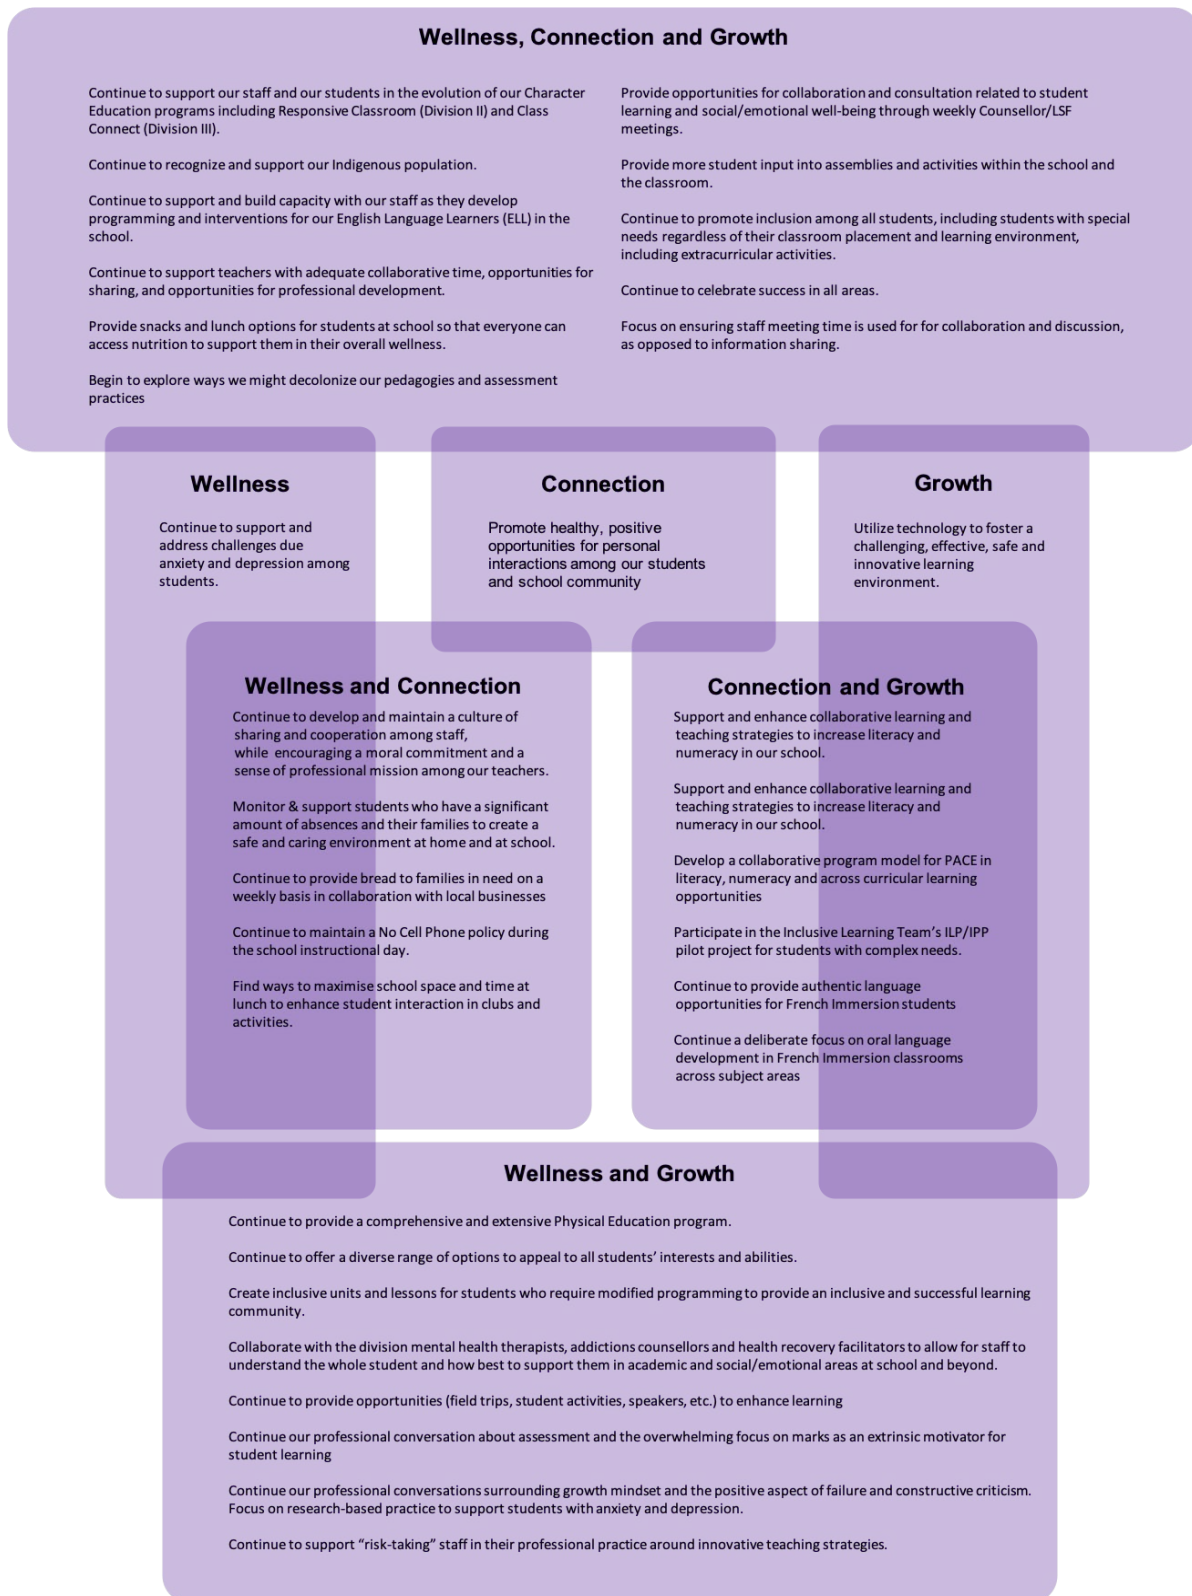 Wellness, Connection and Growth
Continue to support our staff and our students in the evolution of our Character
Education programs including Responsive Classroom (Division II) and Class
Connect (Division III).
Continue to recognize and support our Indigenous population.
Continue to support and build capacity with our staff as they develop
programming and interventions for our English Language Learners (ELL) in the
school.
Continue to support teachers with adequate collaborative time, opportunities for
sharing, and opportunities for professional development.
Provide snacks and lunch options for students at school so that everyone can
access nutrition to support them in their overall wellness.
Begin to explore ways we might decolonize our pedagogies and assessment
practices
Provide opportunities for collaboration and consultation related to student
learning and social/emotional well-being through weekly Counsellor/LSF
meetings.
Provide more student input into assemblies and activities within the school and
the classroom.
Continue to promote inclusion among all students, including students with special
needs regardless of their classroom placement and learning environment,
including extracurricular activities.
Continue to celebrate success in all areas.
Focus on ensuring staff meeting time is used for for collaboration and discussion,
as opposed to information sharing.
Wellness
Continue to support and
address challenges due
anxiety and depression among
students.
Connection
Promote healthy, positive
opportunities for personal
interactions among our students
and school community
Growth
Utilize technology to foster a
challenging, effective, safe and
innovative learning
environment.
Wellness and Connection
Continue to develop and maintain a culture of
sharing and cooperation among staff,
while encouraging a moral commitment and a
sense of professional mission among our teachers.
Monitor & support students who have a significant
amount of absences and their families to create a
safe and caring environment at home and at school.
Continue to provide bread to families in need on a
weekly basis in collaboration with local businesses
Continue to maintain a No Cell Phone policy during
the school instructional day.
Find ways to maximise school space and time at
lunch to enhance student interaction in clubs and
activities.
Connection and Growth
Support and enhance collaborative learning and
teaching strategies to increase literacy and
numeracy in our school.
Support and enhance collaborative learning and
teaching strategies to increase literacy and
numeracy in our school.
Develop a collaborative program model for PACE in
literacy, numeracy and across curricular learning
opportunities
Participate in the Inclusive Learning Team's ILP/IPP
pilot project for students with complex needs.
Continue to provide authentic language
opportunities for French Immersion students
Continue a deliberate focus on oral language
development in French Immersion classrooms
across subject areas
Wellness and Growth
Continue to provide a comprehensive and extensive Physical Education program.
Continue to offer a diverse range of options to appeal to all students' interests and abilities.
Create inclusive units and lessons for students who require modified programming to provide an inclusive and successful learning
community.
Collaborate with the division mental health therapists, addictions counsellors and health recovery facilitators to allow for staff to
understand the whole student and how best to support them in academic and social/emotional areas at school and beyond.
Continue to provide opportunities (field trips, student activities, speakers, etc.) to enhance learning
Continue our professional conversation about assessment and the overwhelming focus on marks as an extrinsic motivator for
student learning
Continue our professional conversations surrounding growth mindset and the positive aspect of failure and constructive criticism.
Focus on research-based practice to support students with anxiety and depression.
Continue to support "risk-taking" staff in their professional practice around innovative teaching strategies.